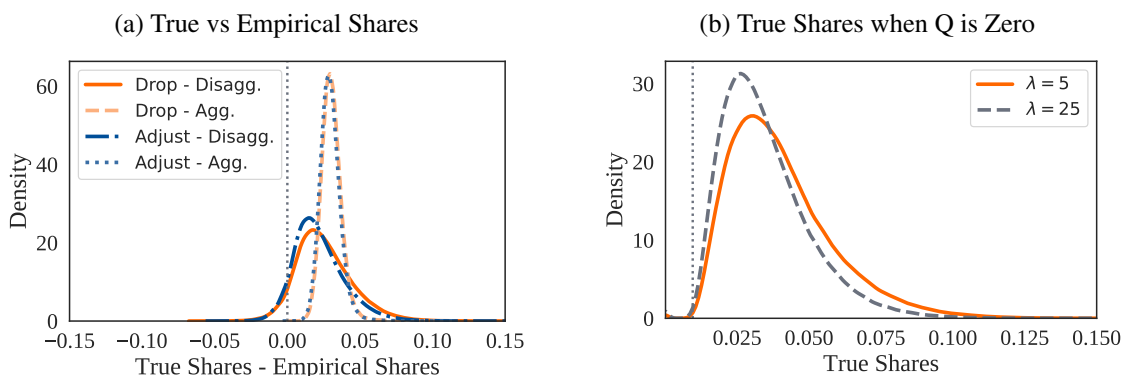 (a) True vs Empirical Shares
60
40
20
0
Density
Drop - Disagg.
Drop - Agg.
Adjust - Disagg.
Adjust - Agg.
−0.15 −0.10 −0.05 0.00 0.05 0.10 0.15
True Shares - Empirical Shares
(b) True Shares when Q is Zero
30
20
10
0
Density
λ = 5
λ = 25
0.025 0.050 0.075 0.100 0.125 0.150
True Shares